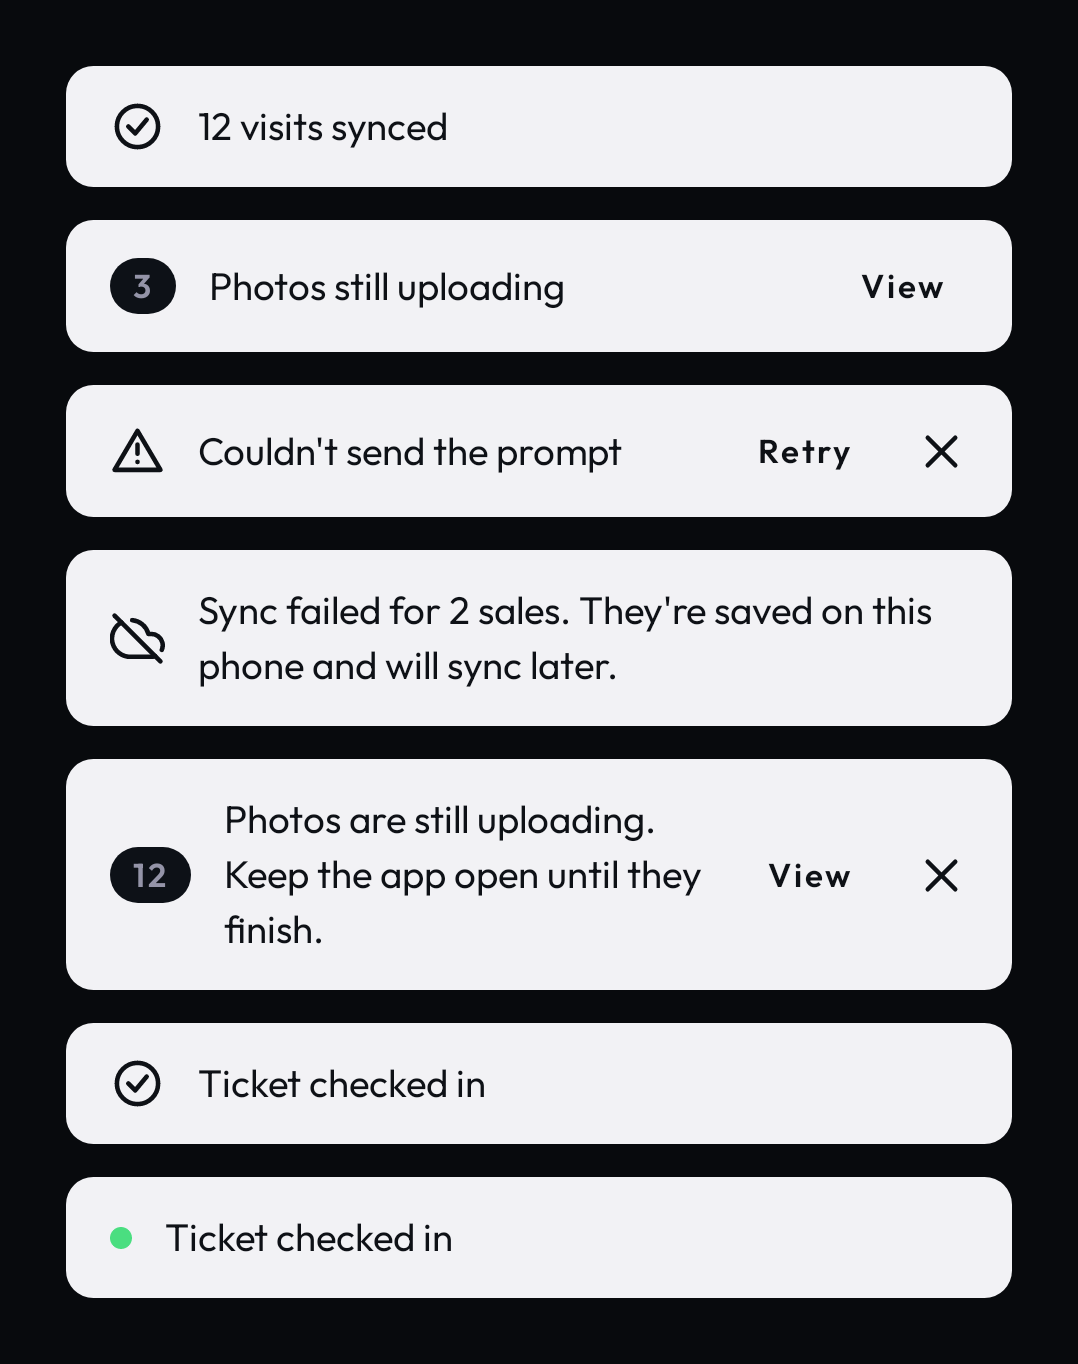 12 visits synced
3 Photos still uploading View
Couldn't send the prompt Retry
Sync failed for 2 sales. They're saved on this
phone and will sync later.
Photos are still uploading.
12 Keep the app open until they View
finish.
Ticket checked in
Ticket checked in